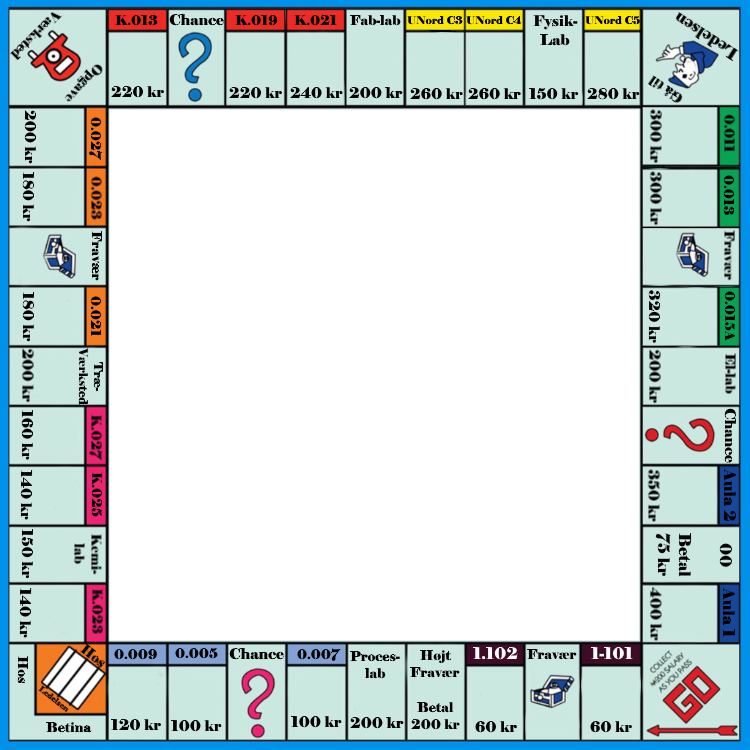 Opgave
Værksted
K.013
220 kr
Chance
K.019
220 kr
K.021
240 kr
Fab-lab
200 kr
UNord C3
260 kr
UNord C4
260 kr
Fysik-
Lab
150 kr
UNord C5
280 kr
Gå til
Ledelsen
0.011
300 kr
0.013
300 kr
Fravær
0.015A
320 kr
El-lab
200 kr
Chance
Aula 2
350 kr
00
Betal
75 kr
Aula 1
400 kr
COLLECT
AS YOU PASS
GO
1-101
60 kr
Fravær
1.102
60 kr
Højt
Fravær
Betal
200 kr
Proces-
lab
200 kr
0.007
100 kr
Chance
0.005
100 kr
0.009
120 kr
Hos
Ledelsen
Hos
Betina
K.023
140 kr
Kemi-
lab
150 kr
K.025
140 kr
K.027
160 kr
Træ-
Værksted
200 kr
0.021
180 kr
Fravær
0.023
180 kr
0.027
200 kr